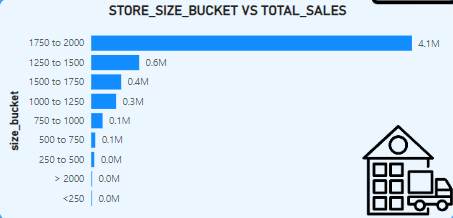 STORE_SIZE_BUCKET VS TOTAL_SALES
size_bucket
1750 to 2000 4.1M
1250 to 1500 0.6M
1500 to 1750 0.4M
1000 to 1250 0.3M
750 to 1000 0.1M
500 to 750 0.1M
250 to 500 0.0M
> 2000 0.0M
<250 0.0M